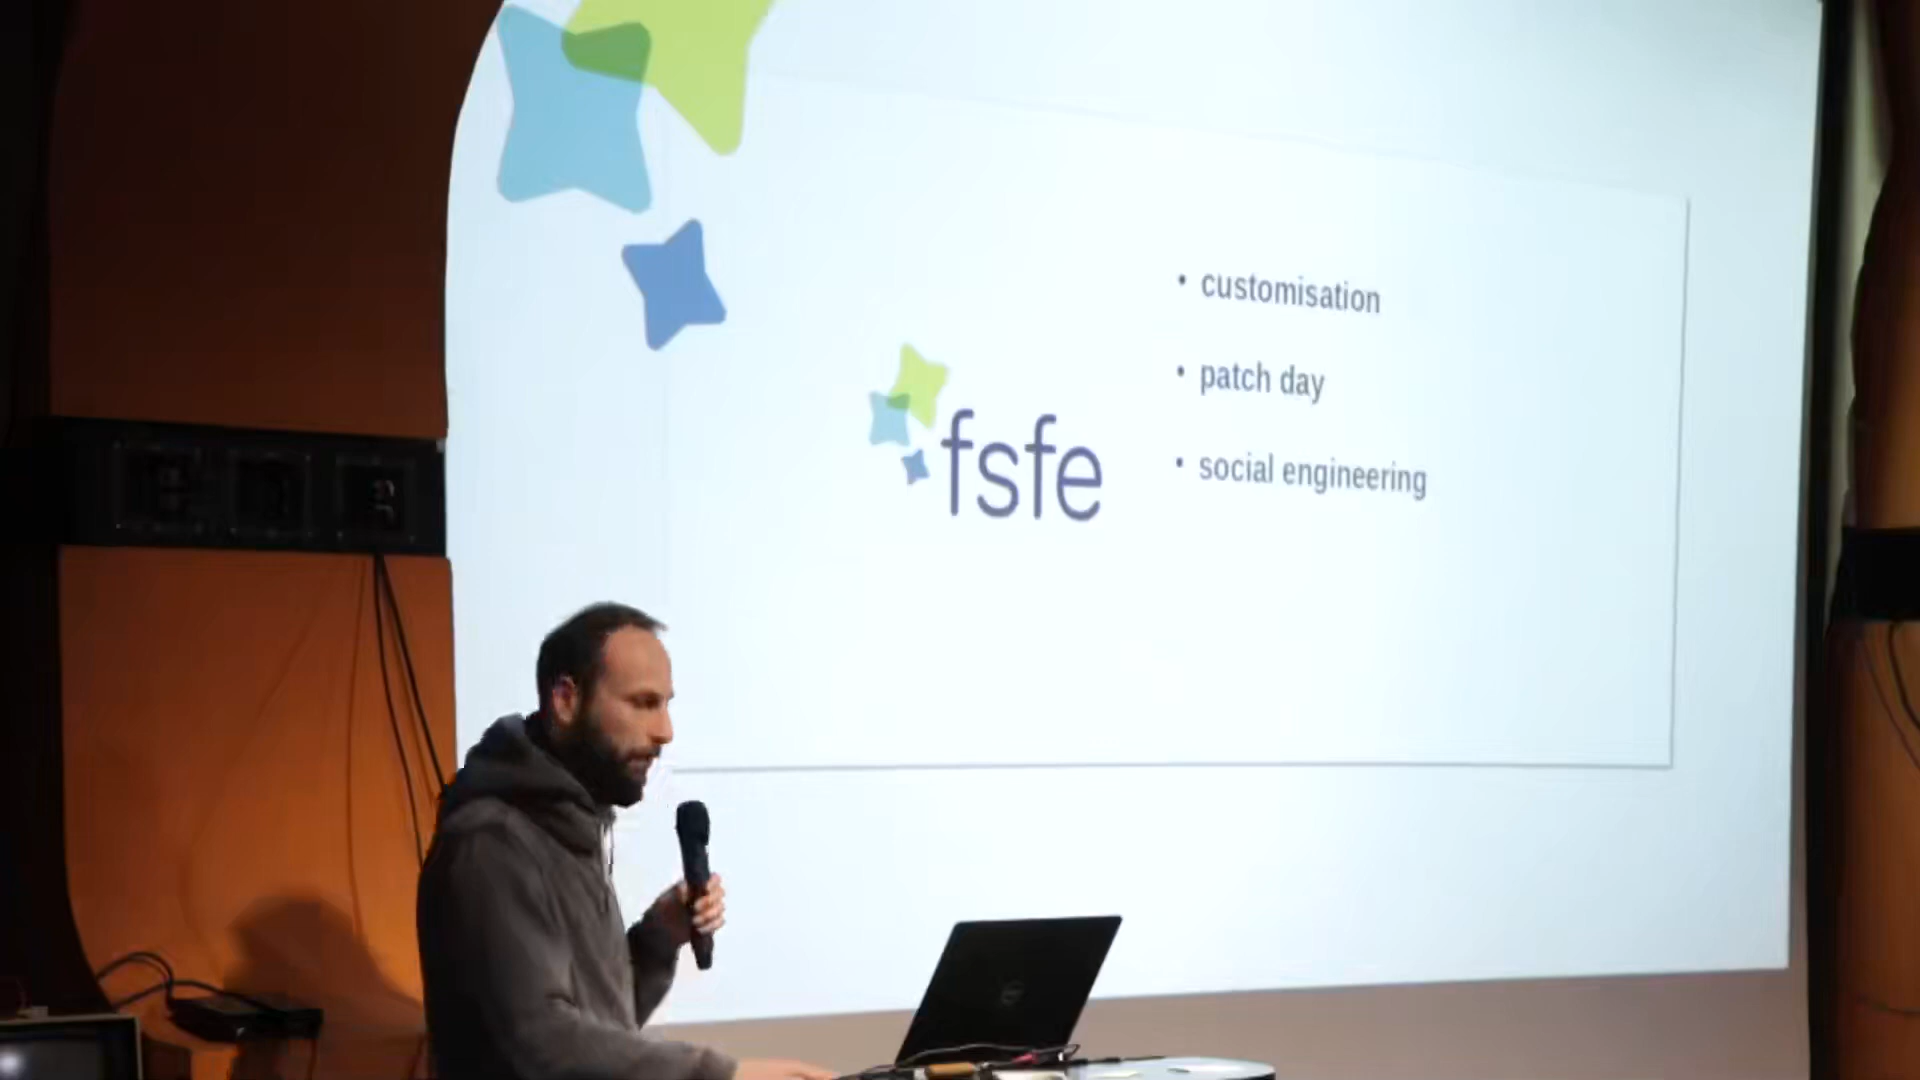 • customisation
• patch day
• social engineering
fsfe